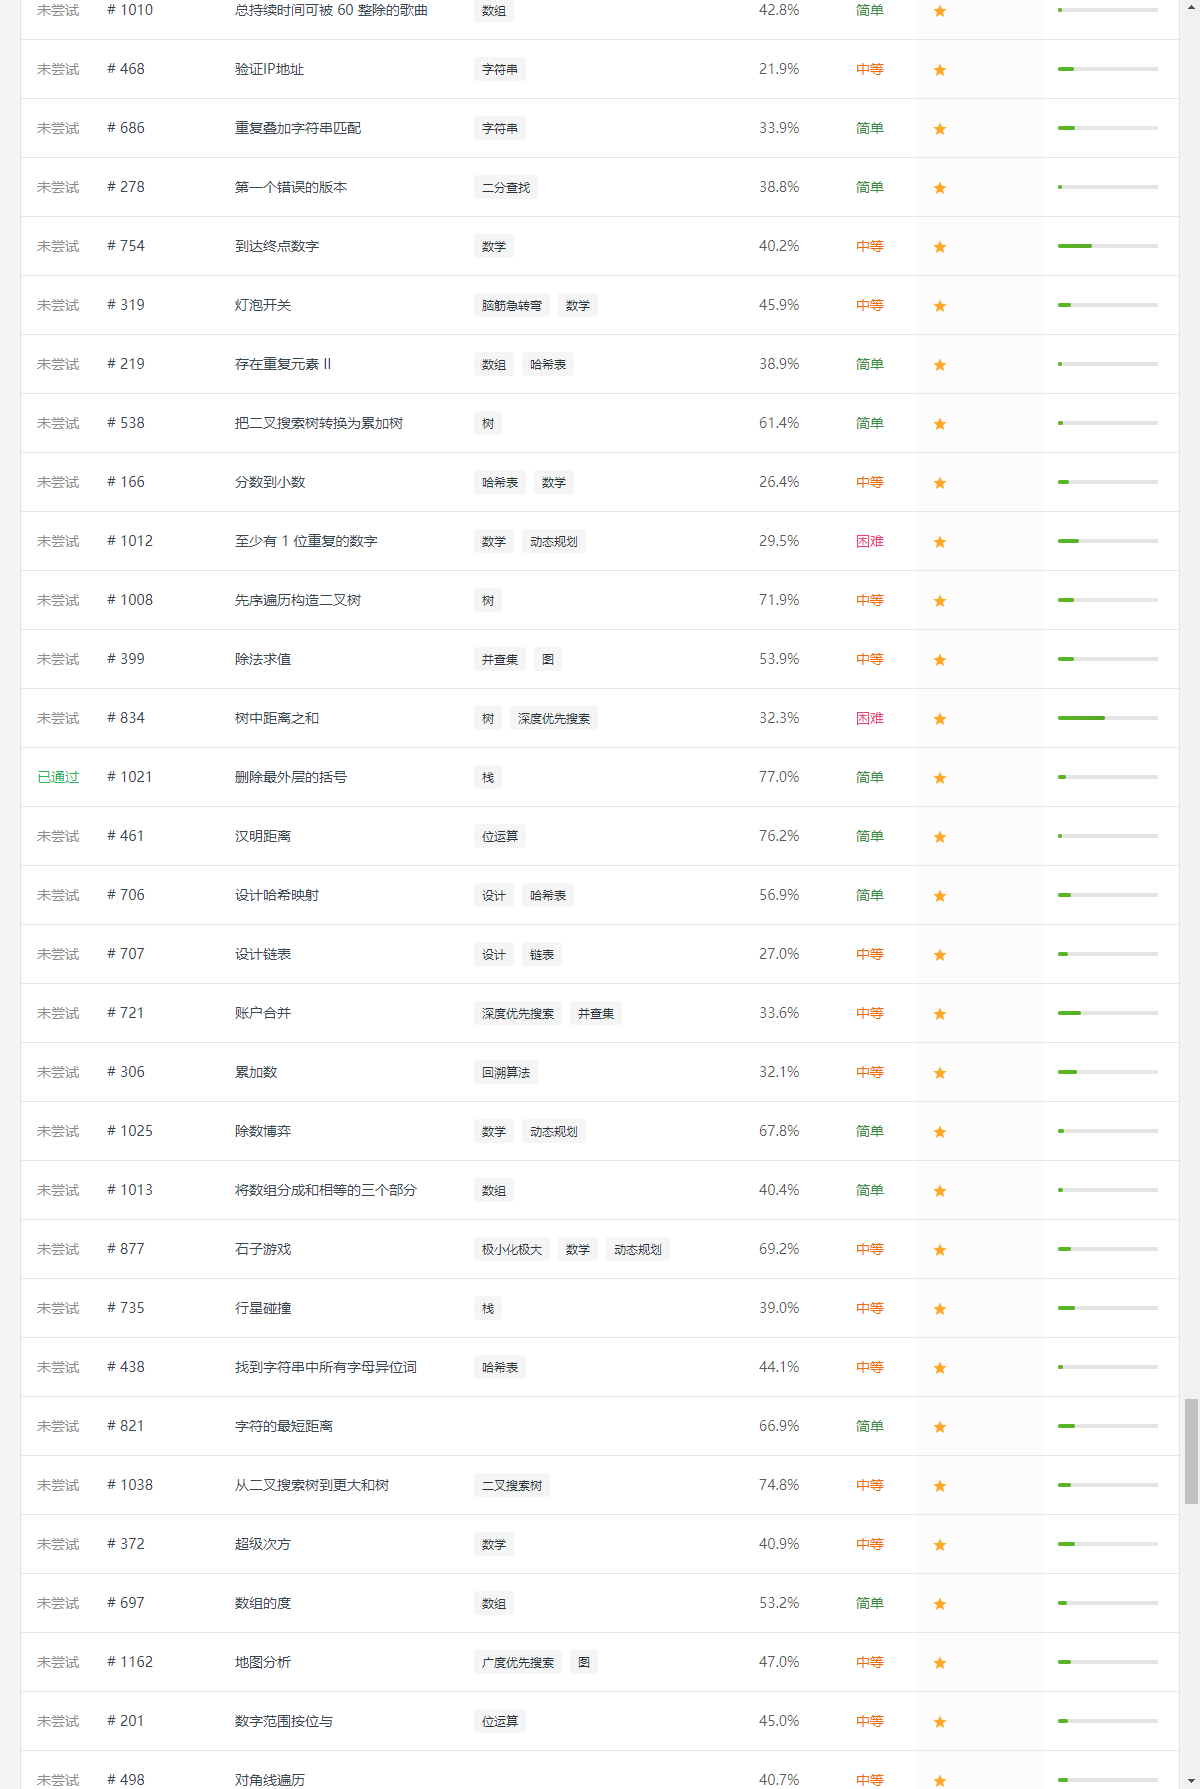 未尝试 # 1010 总持续时间可被 60 整除的歌曲 数组 42.8% 简单
未尝试 # 468 验证IP地址 字符串 21.9% 中等
未尝试 # 686 重复叠加字符串匹配 字符串 33.9% 简单
未尝试 # 278 第一个错误的版本 二分查找 38.8% 简单
未尝试 # 754 到达终点数字 数学 40.2% 中等
未尝试 # 319 灯泡开关 脑筋急转弯 数学 45.9% 中等
未尝试 # 219 存在重复元素 II 数组 哈希表 38.9% 简单
未尝试 # 538 把二叉搜索树转换为累加树 树 61.4% 简单
未尝试 # 166 分数到小数 哈希表 数学 26.4% 中等
未尝试 # 1012 至少有 1 位重复的数字 数学 动态规划 29.5% 困难
未尝试 # 1008 先序遍历构造二叉树 树 71.9% 中等
未尝试 # 399 除法求值 并查集 图 53.9% 中等
未尝试 # 834 树中距离之和 树 深度优先搜索 32.3% 困难
已通过 # 1021 删除最外层的括号 栈 77.0% 简单
未尝试 # 461 汉明距离 位运算 76.2% 简单
未尝试 # 706 设计哈希映射 设计 哈希表 56.9% 简单
未尝试 # 707 设计链表 设计 链表 27.0% 中等
未尝试 # 721 账户合并 深度优先搜索 并查集 33.6% 中等
未尝试 # 306 累加数 回溯算法 32.1% 中等
未尝试 # 1025 除数博弈 数学 动态规划 67.8% 简单
未尝试 # 1013 将数组分成和相等的三个部分 数组 40.4% 简单
未尝试 # 877 石子游戏 极小化极大 数学 动态规划 69.2% 中等
未尝试 # 735 行星碰撞 栈 39.0% 中等
未尝试 # 438 找到字符串中所有字母异位词 哈希表 44.1% 中等
未尝试 # 821 字符的最短距离 66.9% 简单
未尝试 # 1038 从二叉搜索树到更大和树 二叉搜索树 74.8% 中等
未尝试 # 372 超级次方 数学 40.9% 中等
未尝试 # 697 数组的度 数组 53.2% 简单
未尝试 # 1162 地图分析 广度优先搜索 图 47.0% 中等
未尝试 # 201 数字范围按位与 位运算 45.0% 中等
未尝试 # 498 对角线遍历 40.7% 中等